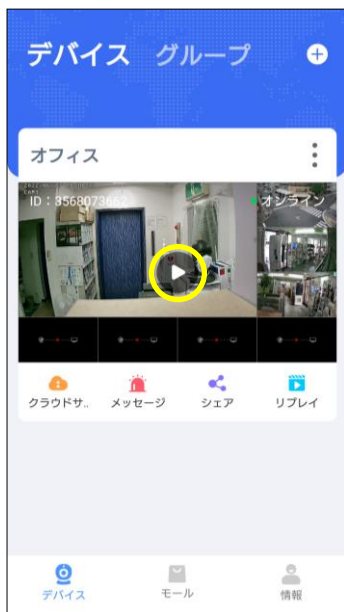 デバイス グループ
オフィス
ID：3568073662
オンライン
クラウドサ..
メッセージ
シェア
リプレイ
デバイス
モール
情報